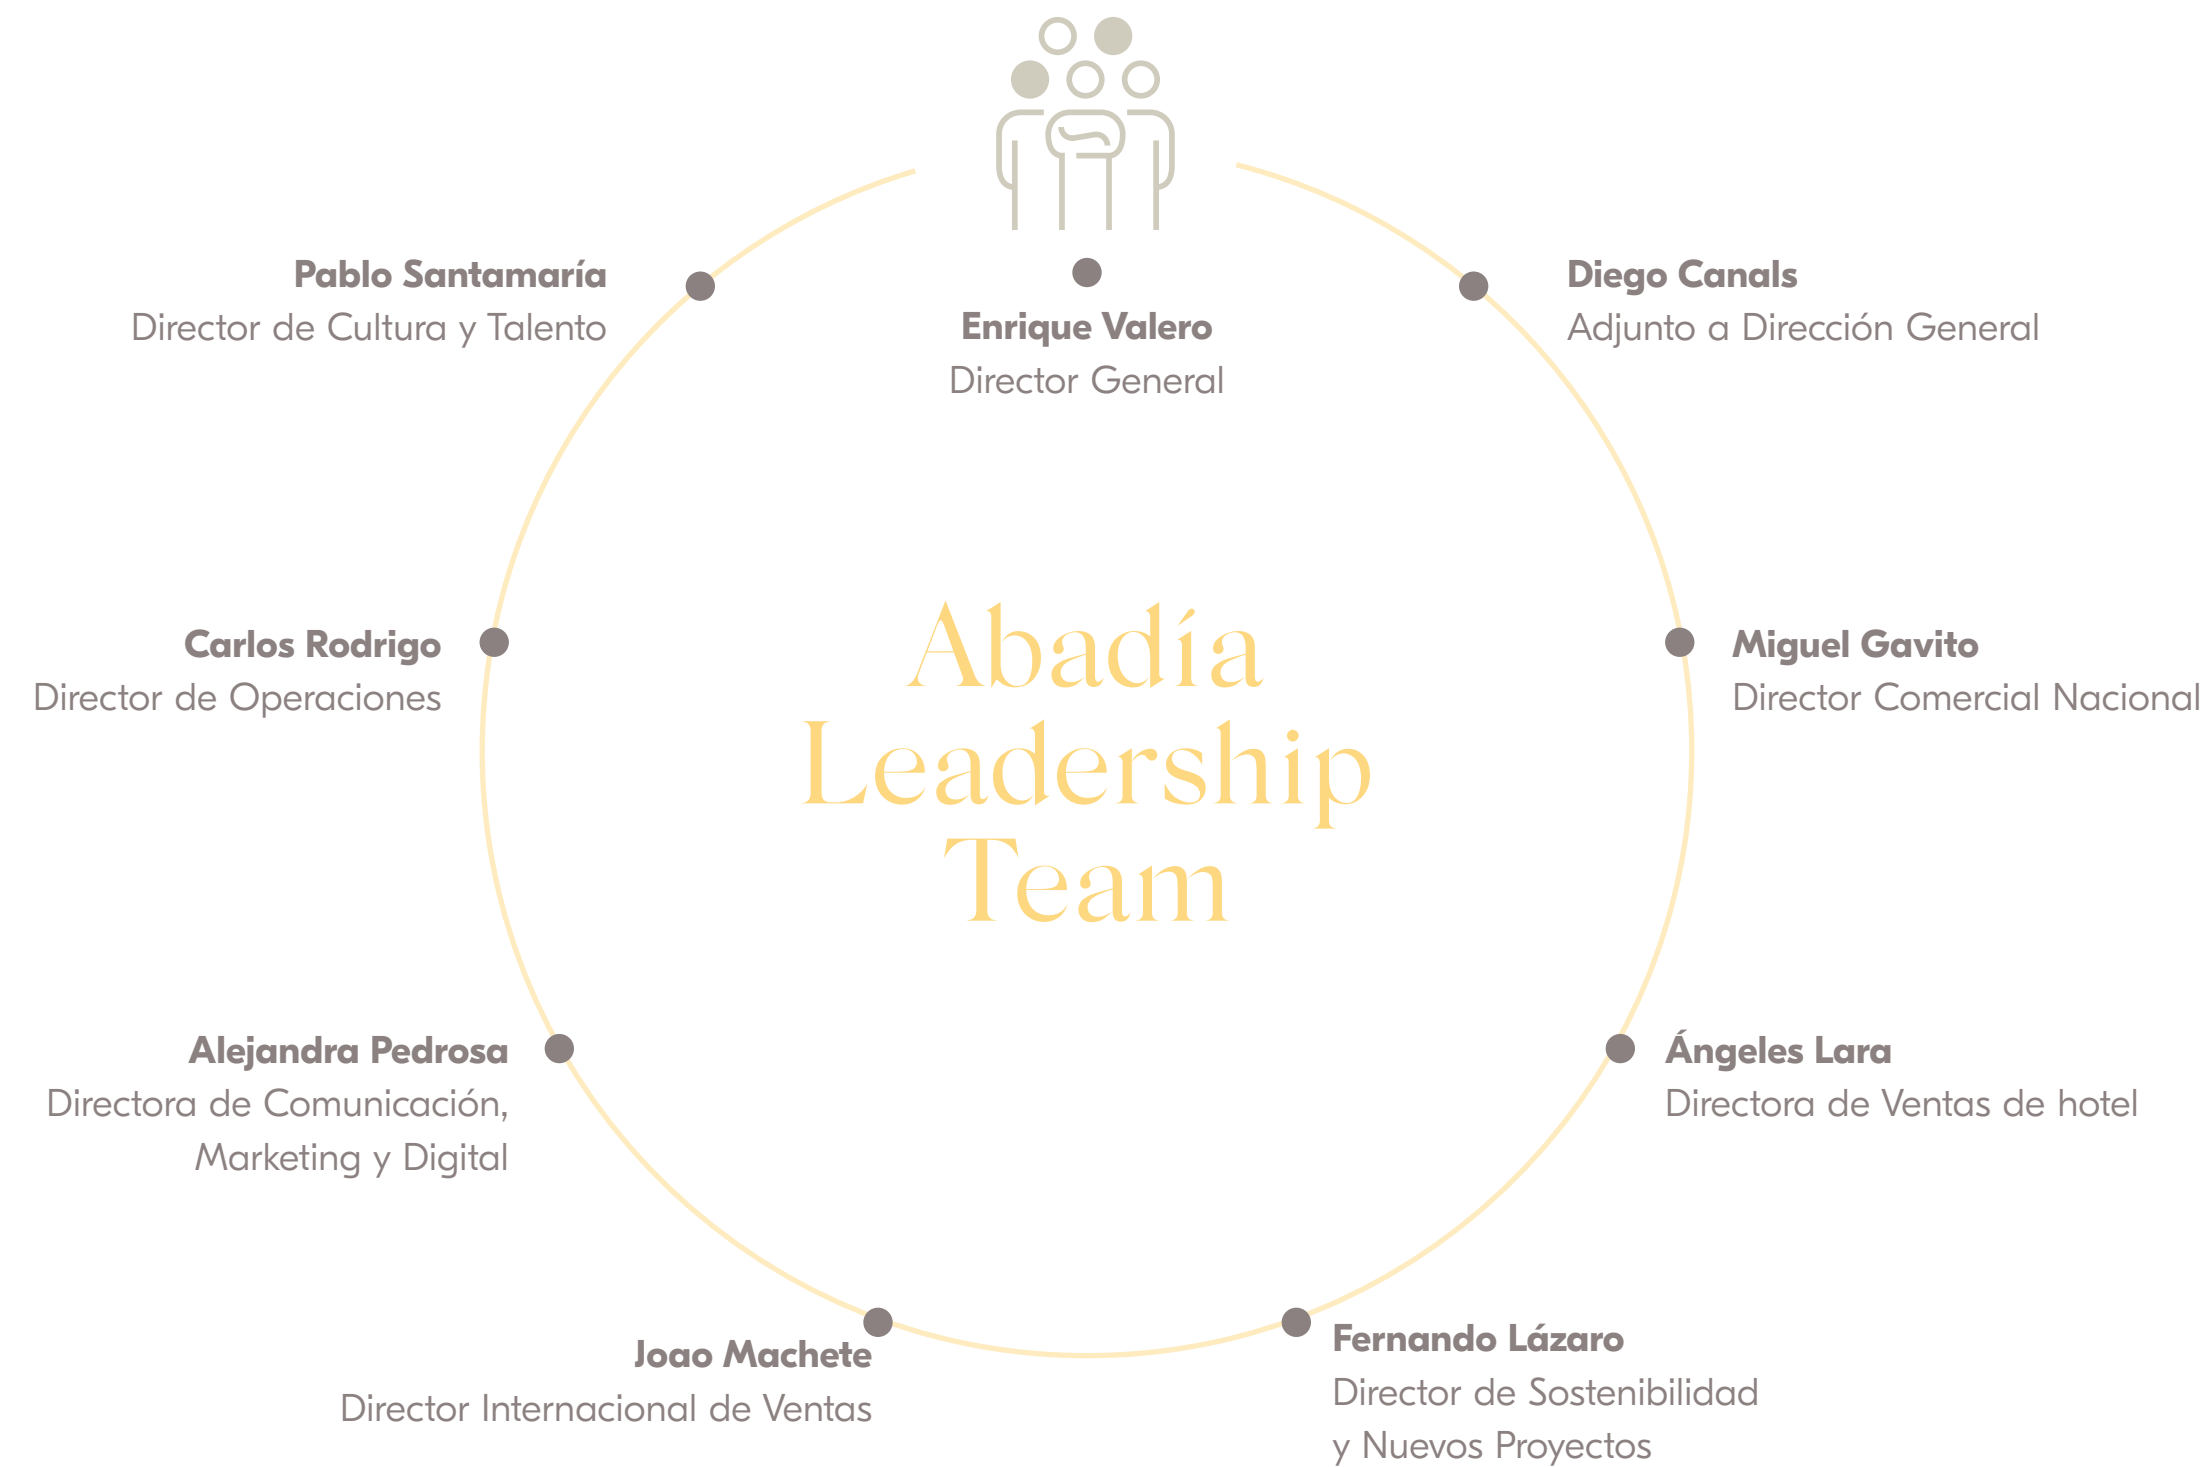 Enrique Valero
Director General
Diego Canals
Adjunto a Dirección General
Miguel Gavito
Director Comercial Nacional
Ángeles Lara
Directora de Ventas de hotel
Fernando Lázaro
Director de Sostenibilidad
y Nuevos Proyectos
Joao Machete
Director Internacional de Ventas
Alejandra Pedrosa
Directora de Comunicación,
Marketing y Digital
Carlos Rodrigo
Director de Operaciones
Pablo Santamaría
Director de Cultura y Talento
Abadía
Leadership
Team